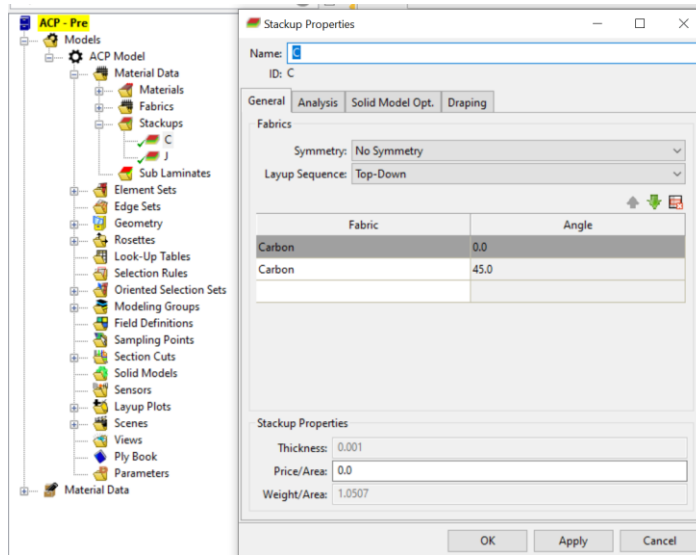 ACP - Pre
Models
ACP Model
Material Data
Materials
Fabrics
Stackups
C
J
Sub Laminates
Element Sets
Edge Sets
Geometry
Rosettes
Look-Up Tables
Selection Rules
Oriented Selection Sets
Modeling Groups
Field Definitions
Sampling Points
Section Cuts
Solid Models
Sensors
Layup Plots
Scenes
Views
Ply Book
Parameters
Material Data
Stackup Properties
Name: C
ID: C
General Analysis Solid Model Opt. Draping
Fabrics
Symmetry: No Symmetry
Layup Sequence: Top-Down
Fabric Angle
Carbon 0.0
Carbon 45.0
Stackup Properties
Thickness: 0.001
Price/Area: 0.0
Weight/Area: 1.0507
OK Apply Cancel